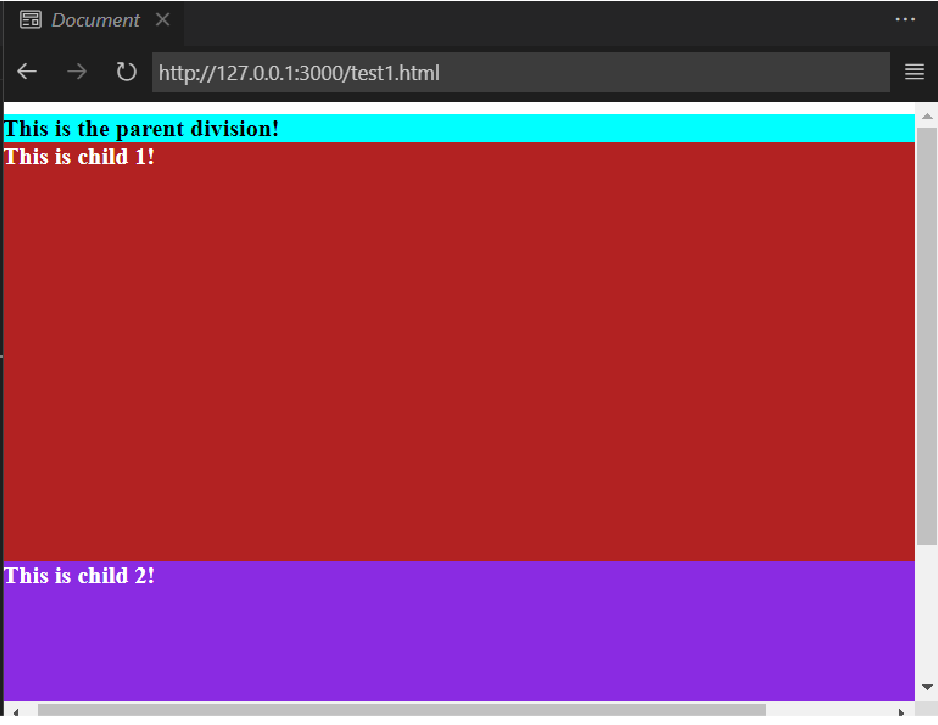 Document
http://127.0.0.1:3000/test1.html
This is the parent division!
This is child 1!
This is child 2!